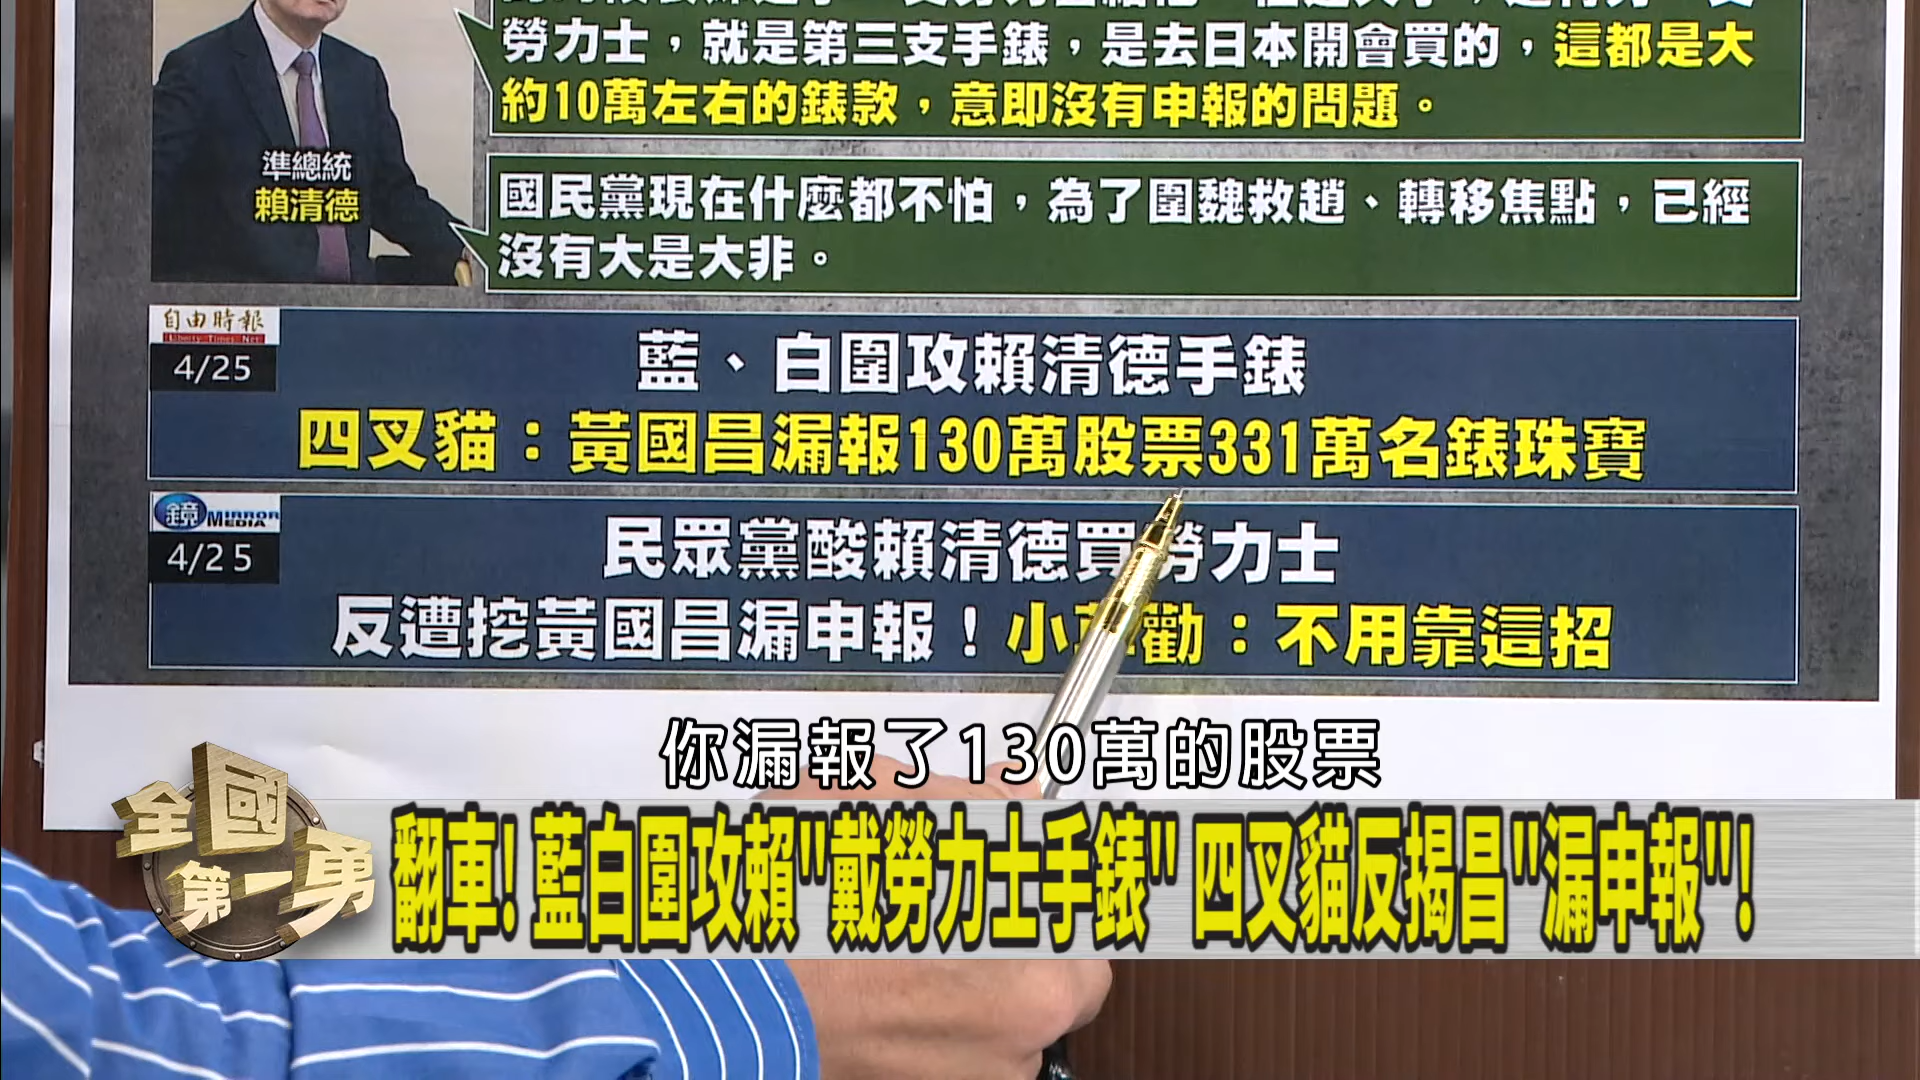 勞力士，就是第三支手錶，是去日本開會買的，這都是大
約10萬左右的錶款，意即沒有申報的問題。
準總統
賴清德
國民黨現在什麼都不怕，為了圍魏救趙、轉移焦點，已經
沒有大是大非。
自由時報
Liberty Times Net
4/25
藍、白圍攻賴清德手錶
四叉貓：黃國昌漏報130萬股票331萬名錶珠寶
鏡 MIRROR MEDIA
4/25
民眾黨酸賴清德買勞力士
反遭挖黃國昌漏申報！小草勸：不用靠這招
你漏報了130萬的股票
全國第一勇
翻車!藍白圍攻賴"戴勞力士手錶" 四叉貓反揭昌"漏申報"!